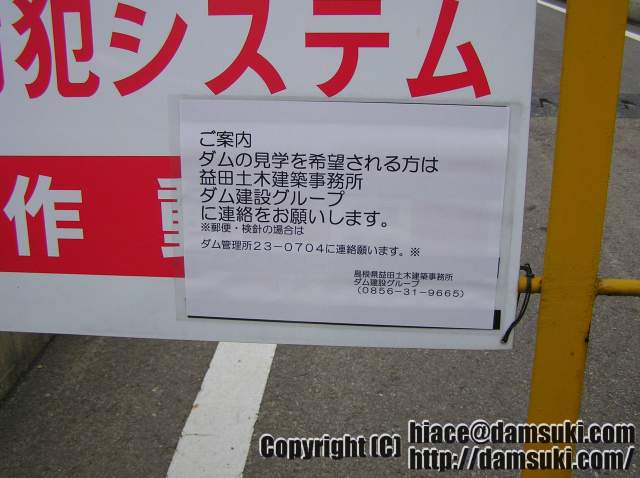 犯システム
作動
ご案内
ダムの見学を希望される方は
益田土木建築事務所
ダム建設グループ
に連絡をお願いします。
※郵便・検針の場合は
ダム管理所23-0704に連絡願います。※
島根県益田土木建築事務所
ダム建設グループ
(0856-31-9665)
Copyright (C) hiace@damsuki.com
http://damsuki.com/